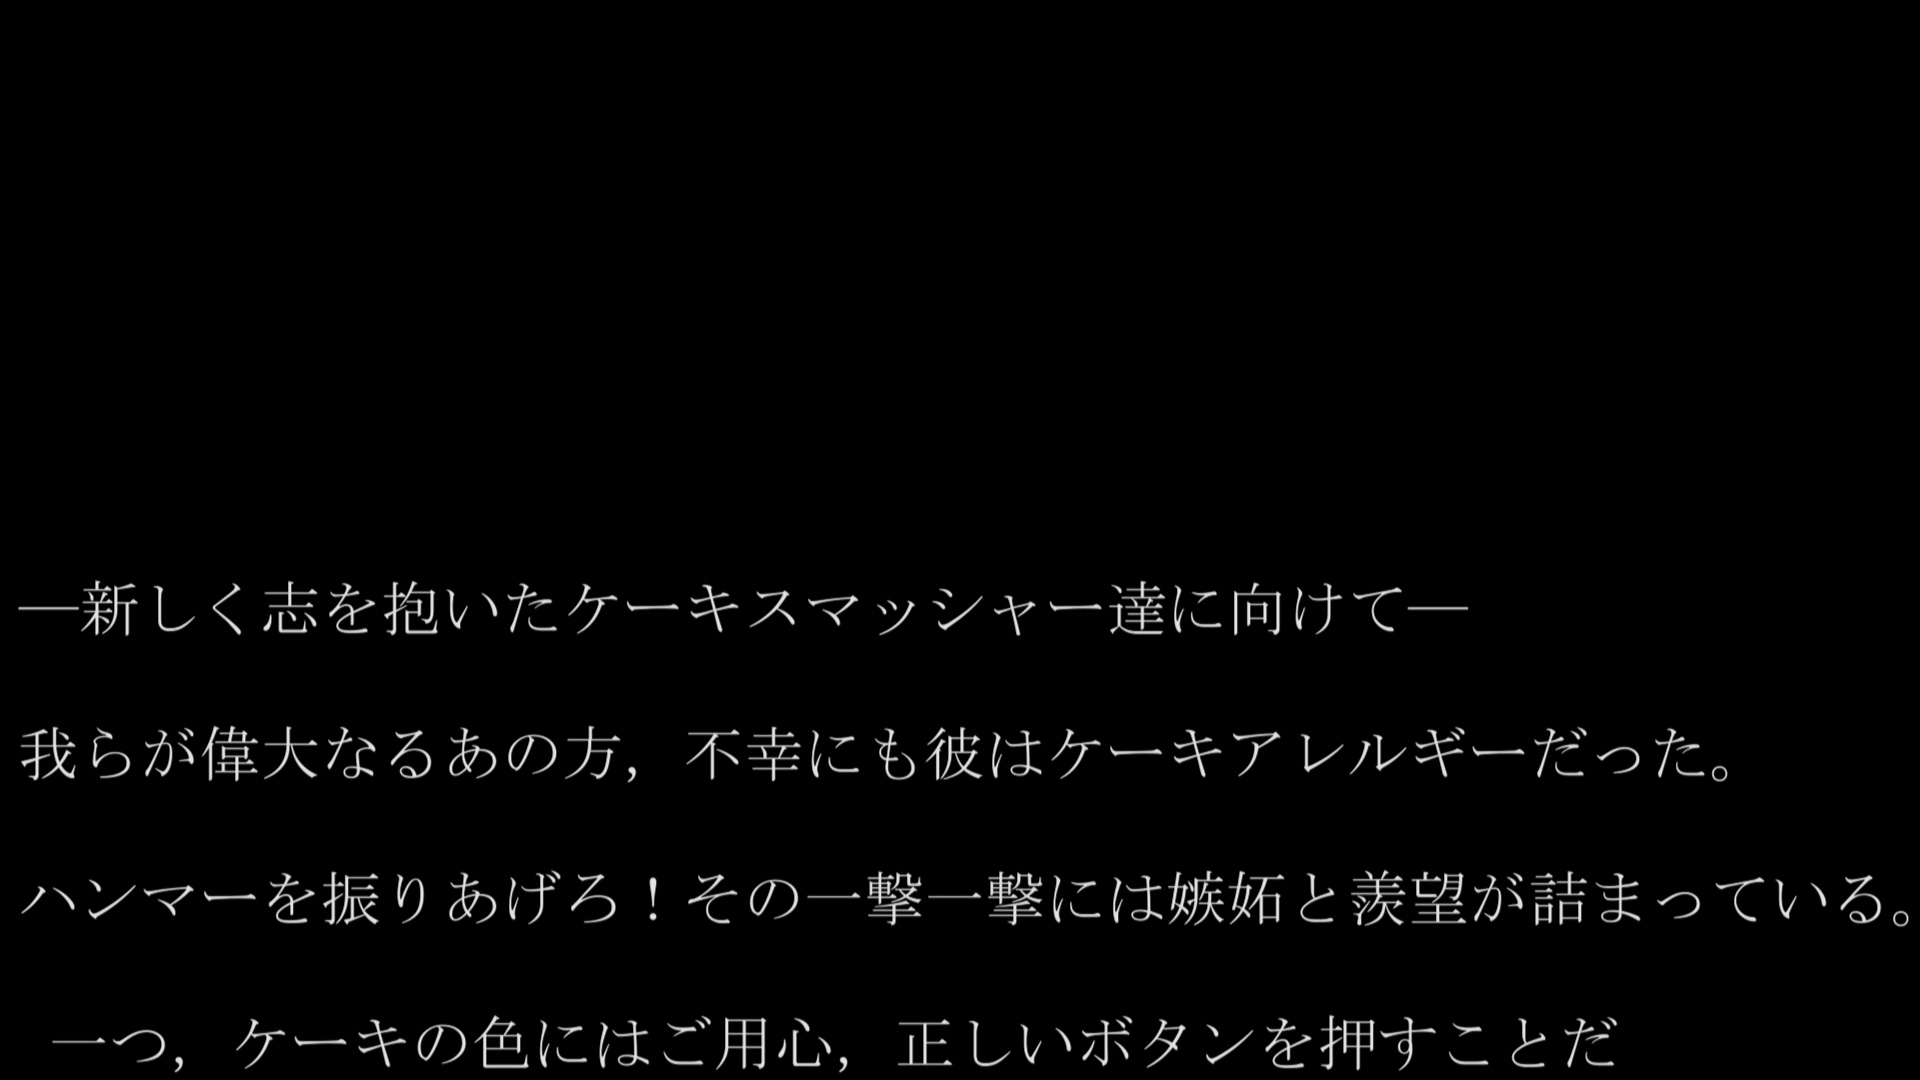 ―新しく志を抱いたケーキスマッシャー達に向けて―
我らが偉大なるあの方，不幸にも彼はケーキアレルギーだった。
ハンマーを振りあげろ！その一撃一撃には嫉妬と羨望が詰まっている。
一つ，ケーキの色にはご用心，正しいボタンを押すことだ